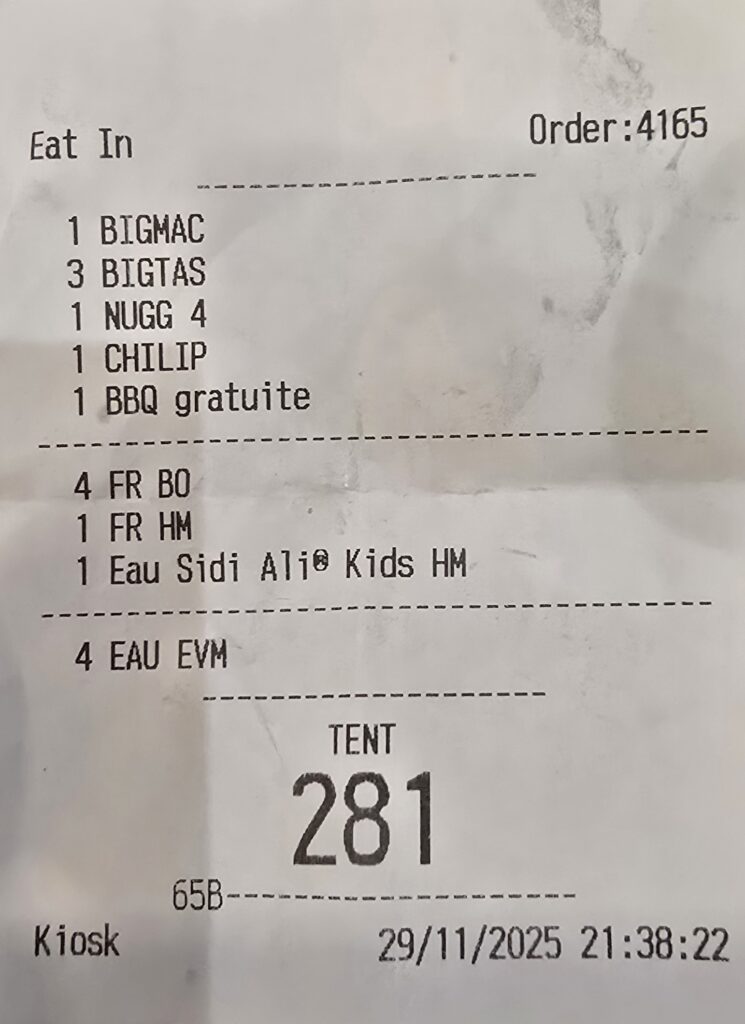 Eat In Order:4165
1 BIGMAC
3 BIGTAS
1 NUGG 4
1 CHILIP
1 BBQ gratuite
4 FR BO
1 FR HM
1 Eau Sidi Ali® Kids HM
4 EAU EVM
TENT
281
65B
Kiosk 29/11/2025 21:38:22